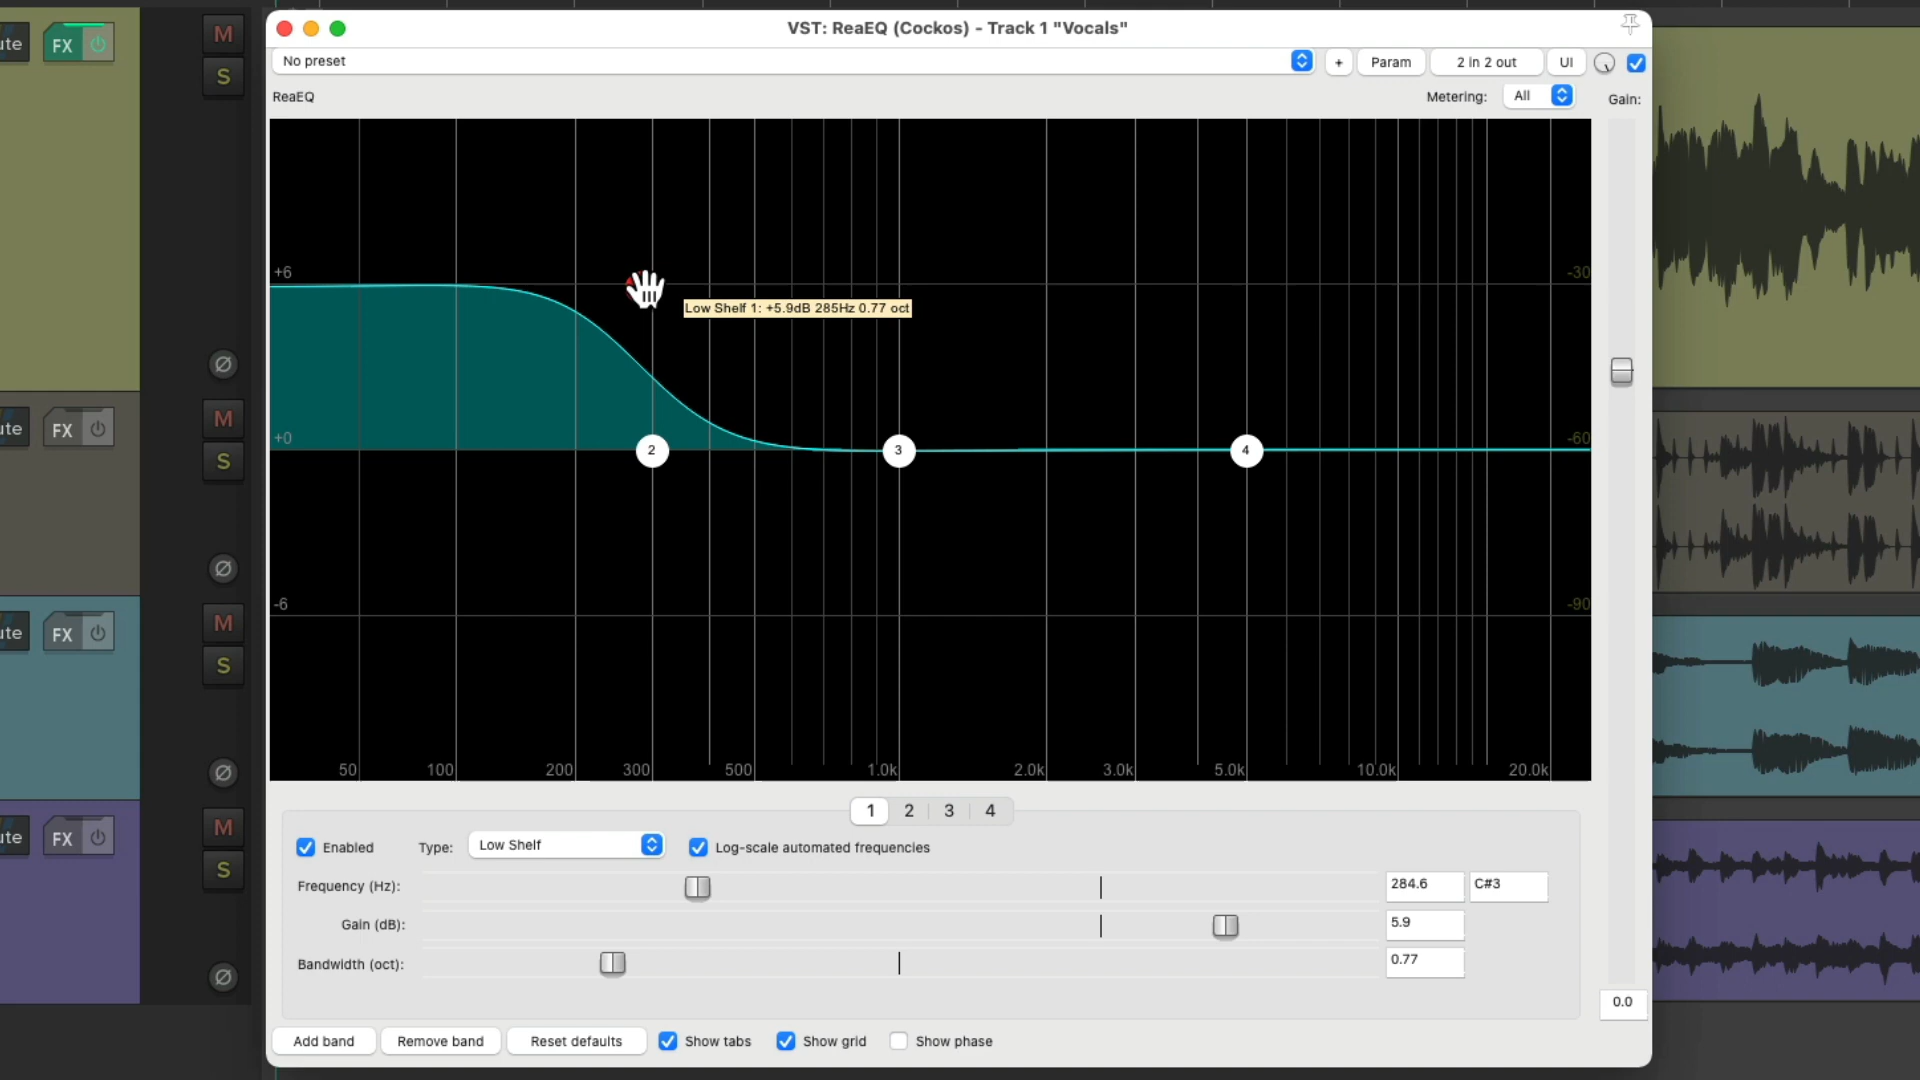 VST: ReaEQ (Cockos) - Track 1 "Vocals"
No preset
+
Param
2 in 2 out
UI
ReaEQ
Metering: All
Gain:
+6
-30
Low Shelf 1: +5.9dB 285Hz 0.77 oct
+0
-60
2
3
4
-6
-90
50
100
200
300
500
1.0k
2.0k
3.0k
5.0k
10.0k
20.0k
1 2 3 4
Enabled
Type: Low Shelf
Log-scale automated frequencies
Frequency (Hz): 284.6 C#3
Gain (dB): 5.9
Bandwidth (oct): 0.77
0.0
Add band
Remove band
Reset defaults
Show tabs
Show grid
Show phase
ute FX M
S
ute FX M
S
ute FX M
S
ute FX M
S